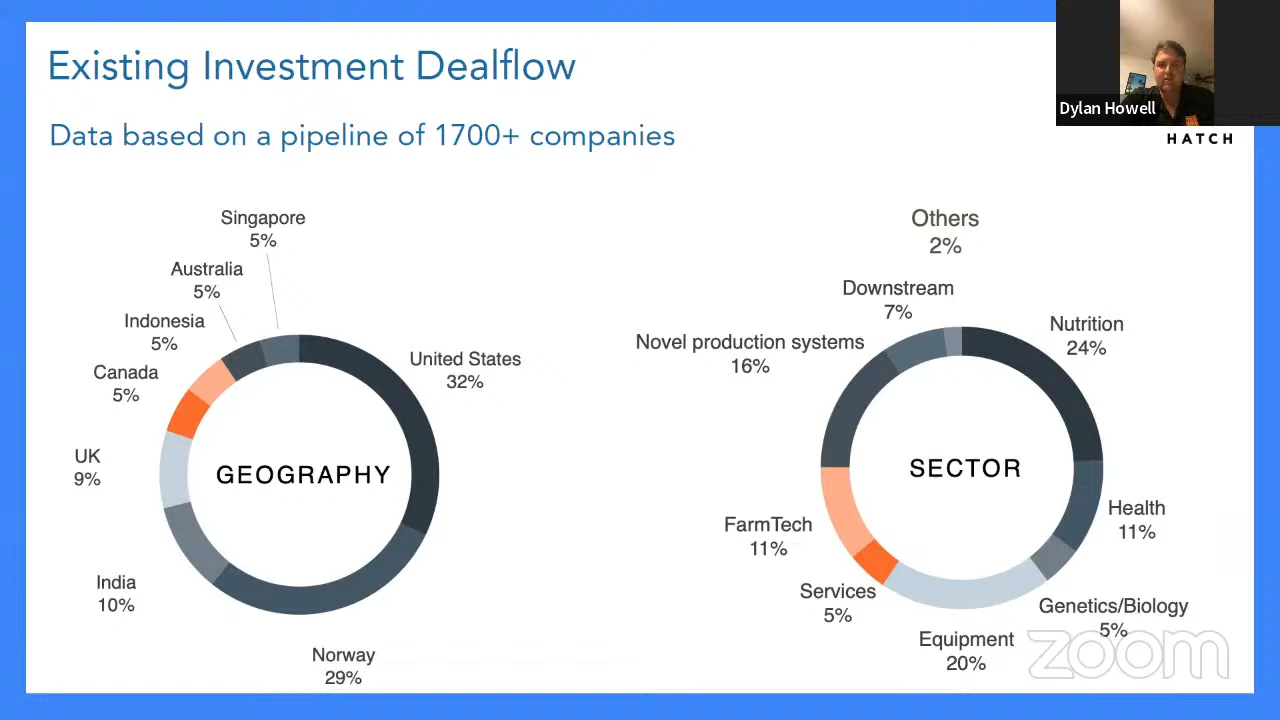 Existing Investment Dealflow
Data based on a pipeline of 1700+ companies
Dylan Howell
HATCH
Singapore
5%
Australia
5%
Indonesia
5%
Canada
5%
UK
9%
India
10%
Norway
29%
United States
32%
GEOGRAPHY
Others
2%
Downstream
7%
Novel production systems
16%
FarmTech
11%
Services
5%
Equipment
20%
Genetics/Biology
5%
Health
11%
Nutrition
24%
SECTOR
zoom